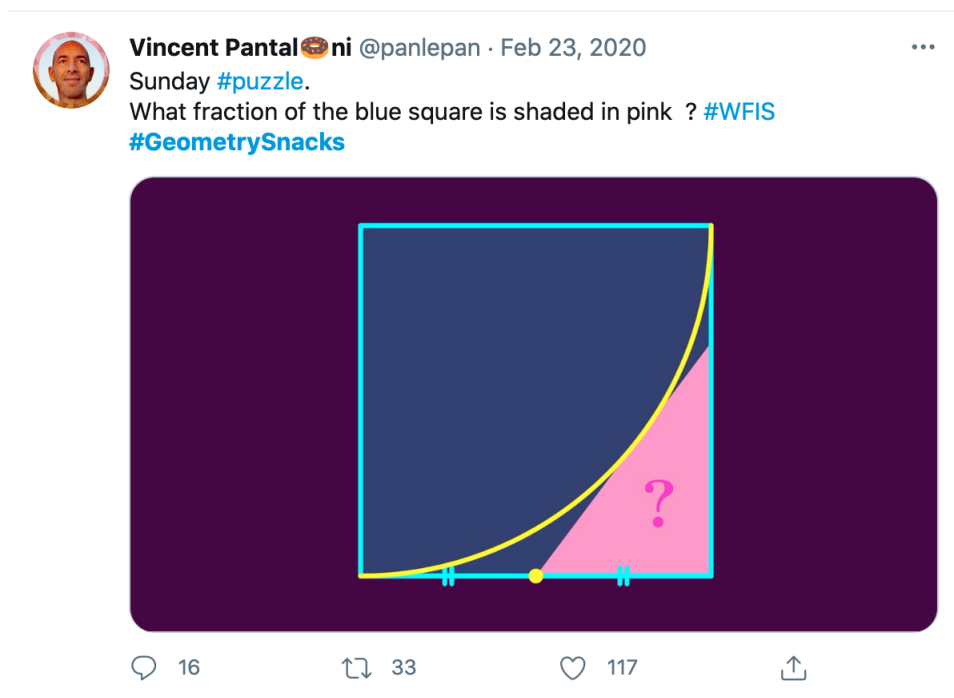 Vincent Pantal🍩ni @panlepan · Feb 23, 2020
Sunday #puzzle.
What fraction of the blue square is shaded in pink ? #WFIS
#GeometrySnacks
?
16 33 117